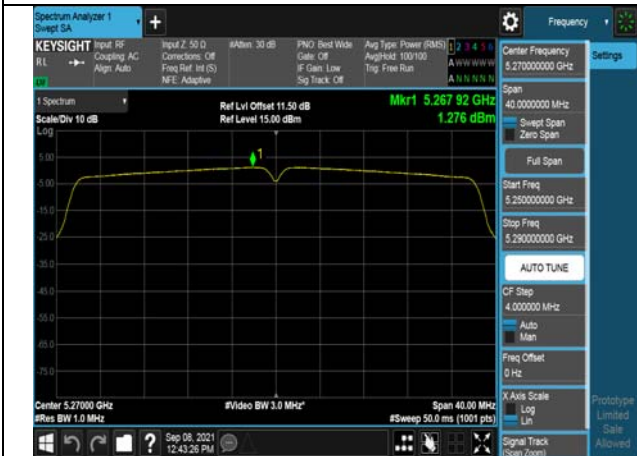 Spectrum Analyzer 1
Swept SA
Frequency
KEYSIGHT
Input: RF
Coupling: AC
Align: Auto
Input Z: 50 Ω
Corrections: Off
Freq Ref: Int (S)
NFE: Adaptive
#Atten: 30 dB
PNO: Best Wide
Gate: Off
IF Gain: Low
Sig Track: Off
Avg Type: Power (RMS)
Avg|Hold: 100/100
Trig: Free Run
1 2 3 4 5 6
A W W W W W
A N N N N N
RL
1 Spectrum
Scale/Div 10 dB
Ref Lvl Offset 11.50 dB
Ref Level 15.00 dBm
Mkr1 5.267 92 GHz
1.276 dBm
Log
1
5.00
-5.00
-15.0
-25.0
-35.0
-45.0
-55.0
-65.0
-75.0
Center 5.27000 GHz
#Res BW 1.0 MHz
#Video BW 3.0 MHz*
Span 40.00 MHz
#Sweep 50.0 ms (1001 pts)
Sep 08, 2021
12:43:26 PM
Center Frequency
5.270000000 GHz
Settings
Span
40.0000000 MHz
Swept Span
Zero Span
Full Span
Start Freq
5.250000000 GHz
Stop Freq
5.290000000 GHz
AUTO TUNE
CF Step
4.000000 MHz
Auto
Man
Freq Offset
0 Hz
X Axis Scale
Log
Lin
Signal Track
(Span Zoom)
Prototype
Limited
Sale
Allowed